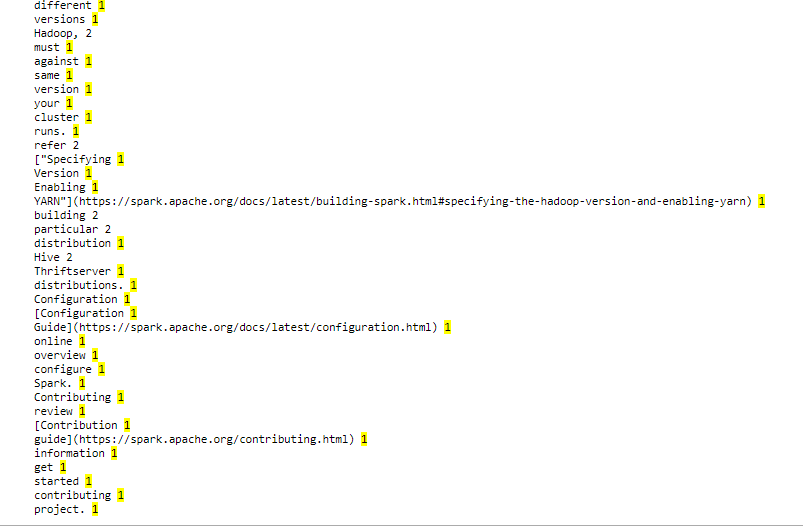 different 1
versions 1
Hadoop, 2
must 1
against 1
same 1
version 1
your 1
cluster 1
runs. 1
refer 2
["Specifying 1
Version 1
Enabling 1
YARN"](https://spark.apache.org/docs/latest/building-spark.html#specifying-the-hadoop-version-and-enabling-yarn) 1
building 2
particular 2
distribution 1
Hive 2
Thriftserver 1
distributions. 1
Configuration 1
[Configuration 1
Guide](https://spark.apache.org/docs/latest/configuration.html) 1
online 1
overview 1
configure 1
Spark. 1
Contributing 1
review 1
[Contribution 1
guide](https://spark.apache.org/contributing.html) 1
information 1
get 1
started 1
contributing 1
project. 1